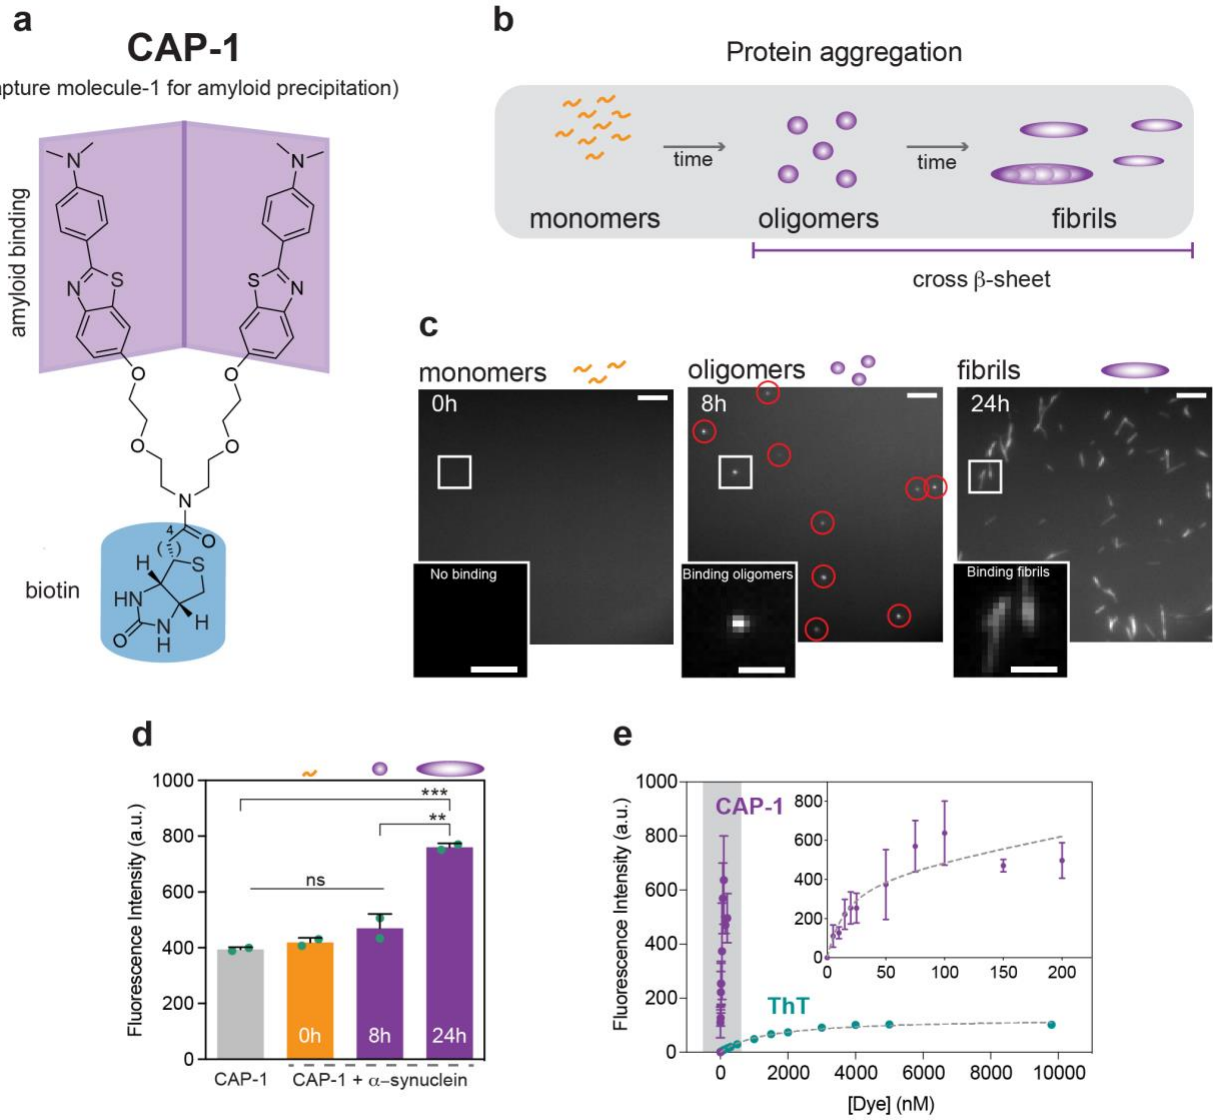 a
CAP-1
apture molecule-1 for amyloid precipitation)
amyloid binding
N
N
S
N
S
N
O
O
O
O
N
4
O
H
S
HN
H
O
N
H
biotin
b
Protein aggregation
time
time
monomers
oligomers
fibrils
cross β-sheet
c
monomers
oligomers
fibrils
0h
8h
24h
No binding
Binding oligomers
Binding fibrils
d
Fluorescence Intensity (a.u.)
1000
800
600
400
200
0
***
**
ns
0h
8h
24h
CAP-1
CAP-1 + α–synuclein
e
Fluorescence Intensity (a.u.)
1000
800
600
400
200
0
CAP-1
ThT
800
600
400
200
0
0
50
100
150
200
0
2000
4000
6000
8000
10000
[Dye] (nM)